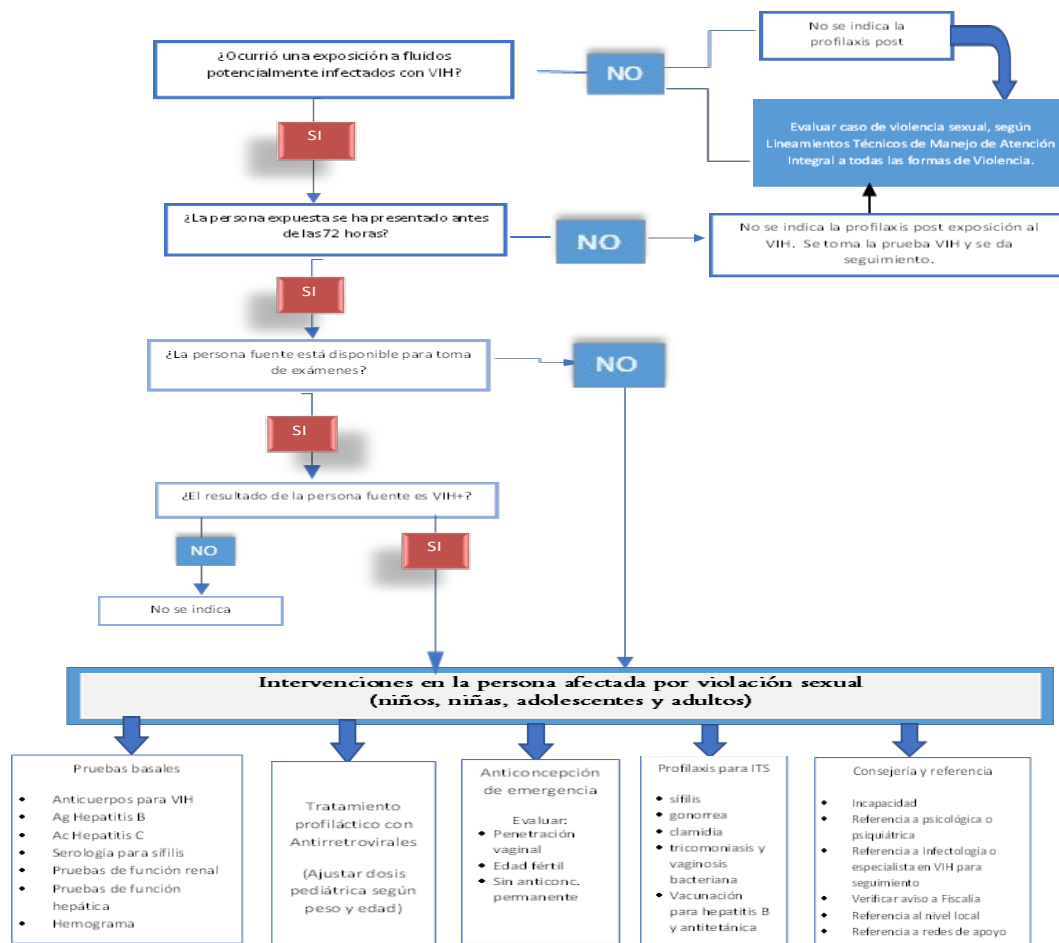 ¿Ocurrió una exposición a fluidos
potencialmente infectados con VIH?
NO
No se indica la
profilaxis post
SI
Evaluar caso de violencia sexual, según
Lineamientos Técnicos de Manejo de Atención
Integral a todas las formas de Violencia.
¿La persona expuesta se ha presentado antes
de las 72 horas?
NO
No se indica la profilaxis post exposición al
VIH. Se toma la prueba VIH y se da
seguimiento.
SI
¿La persona fuente está disponible para toma
de exámenes?
NO
SI
¿El resultado de la persona fuente es VIH+?
NO
SI
No se indica
Intervenciones en la persona afectada por violación sexual
(niños, niñas, adolescentes y adultos)
Pruebas basales
• Anticuerpos para VIH
• Ag Hepatitis B
• Ac Hepatitis C
• Serología para sífilis
• Pruebas de función renal
• Pruebas de función
hepática
• Hemograma
Tratamiento
profiláctico con
Antirretrovirales
(Ajustar dosis
pediátrica según
peso y edad)
Anticoncepción
de emergencia
Evaluar:
• Penetración
vaginal
• Edad fértil
• Sin anticonc.
permanente
Profilaxis para ITS
• sífilis
• gonorrea
• clamidia
• tricomoniasis y
vaginosis
bacteriana
• Vacunación
para hepatitis B
y antitetánica
Consejería y referencia
• Incapacidad
• Referencia a psicológica o
psiquiátrica
• Referencia a Infectología o
especialista en VIH para
seguimiento
• Verificar aviso a Fiscalía
• Referencia al nivel local
• Referencia a redes de apoyo